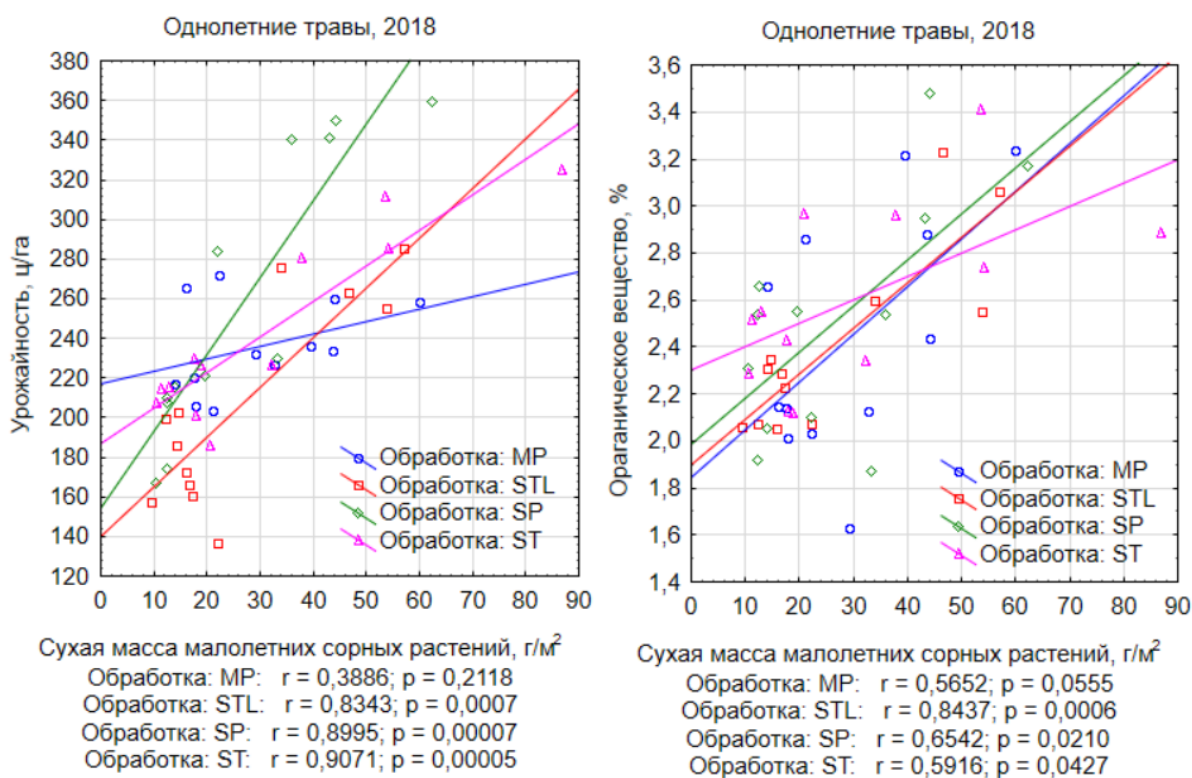 Однолетние травы, 2018
380
360
340
320
300
280
260
240
220
200
180
160
140
120
Урожайность, ц/га
Обработка: MP
Обработка: STL
Обработка: SP
Обработка: ST
0 10 20 30 40 50 60 70 80 90
Сухая масса малолетних сорных растений, г/м²
Обработка: MP: r = 0,3886; p = 0,2118
Обработка: STL: r = 0,8343; p = 0,0007
Обработка: SP: r = 0,8995; p = 0,00007
Обработка: ST: r = 0,9071; p = 0,00005
Однолетние травы, 2018
3,6
3,4
3,2
3,0
2,8
2,6
2,4
2,2
2,0
1,8
1,6
1,4
Ораганическое вещество, %
Обработка: MP
Обработка: STL
Обработка: SP
Обработка: ST
0 10 20 30 40 50 60 70 80 90
Сухая масса малолетних сорных растений, г/м²
Обработка: MP: r = 0,5652; p = 0,0555
Обработка: STL: r = 0,8437; p = 0,0006
Обработка: SP: r = 0,6542; p = 0,0210
Обработка: ST: r = 0,5916; p = 0,0427